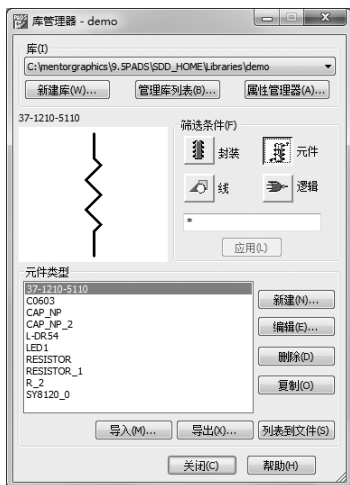 库管理器 - demo
库(I)
C:\mentorgraphics\9.5PADS\SDD_HOME\Libraries\demo
新建库(W)... 管理库列表(B)... 属性管理器(A)...
37-1210-5110
筛选条件(F)
封装 元件
线 逻辑
*
应用(L)
元件类型
37-1210-5110
C0603
CAP_NP
CAP_NP_2
L-DR54
LED1
RESISTOR
RESISTOR_1
R_2
SY8120_0
新建(N)...
编辑(E)...
删除(D)
复制(O)
导入(M)... 导出(X)... 列表到文件(S)
关闭(C) 帮助(H)